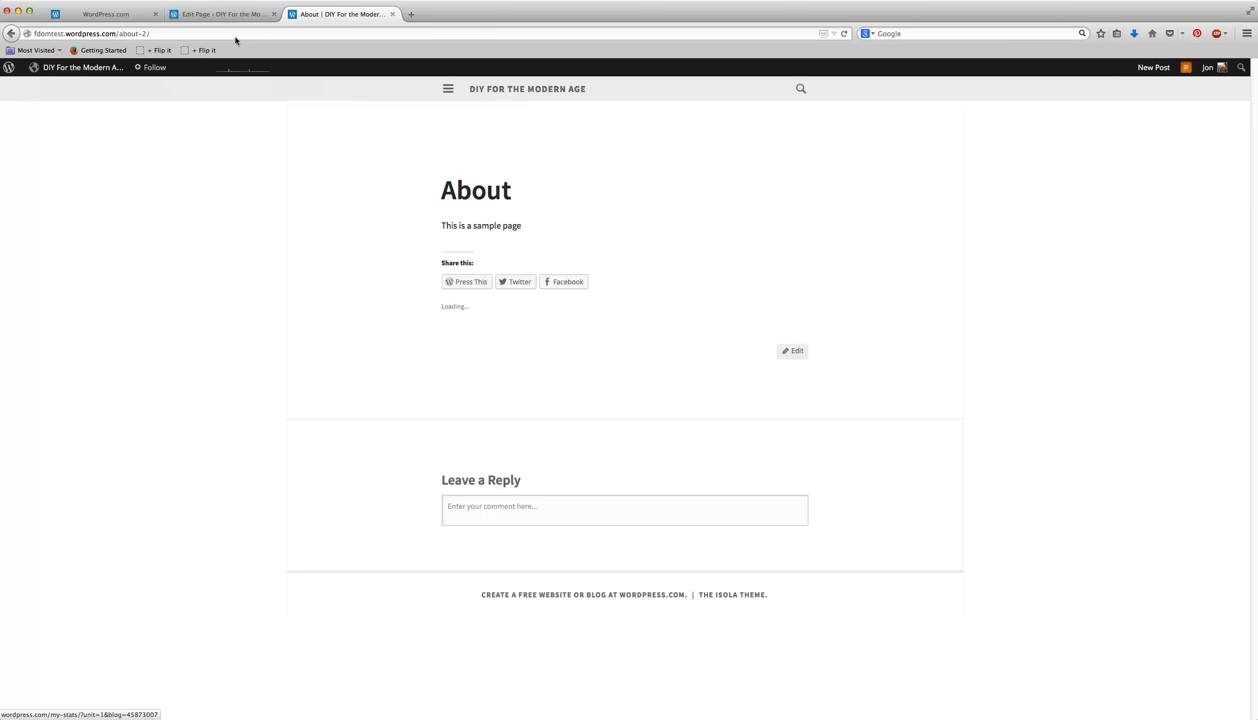 WordPress.com
Edit Page ‹ DIY For the Mo...
About | DIY For the Moder...
fdomtest.wordpress.com/about-2/
Google
Most Visited
Getting Started
+ Flip it
+ Flip it
DIY For the Modern A...
Follow
New Post
Jon
DIY FOR THE MODERN AGE
About
This is a sample page
Share this:
Press This
Twitter
Facebook
Loading...
Edit
Leave a Reply
Enter your comment here...
CREATE A FREE WEBSITE OR BLOG AT WORDPRESS.COM. | THE ISOLA THEME.
wordpress.com/my-stats/?unit=1&blog=45873007